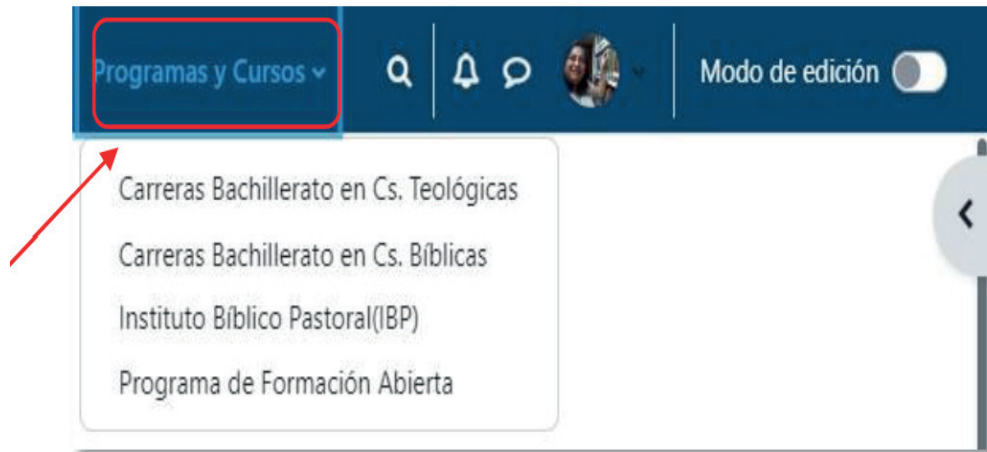 Programas y Cursos
Modo de edición
Carreras Bachillerato en Cs. Teológicas
Carreras Bachillerato en Cs. Bíblicas
Instituto Bíblico Pastoral(IBP)
Programa de Formación Abierta